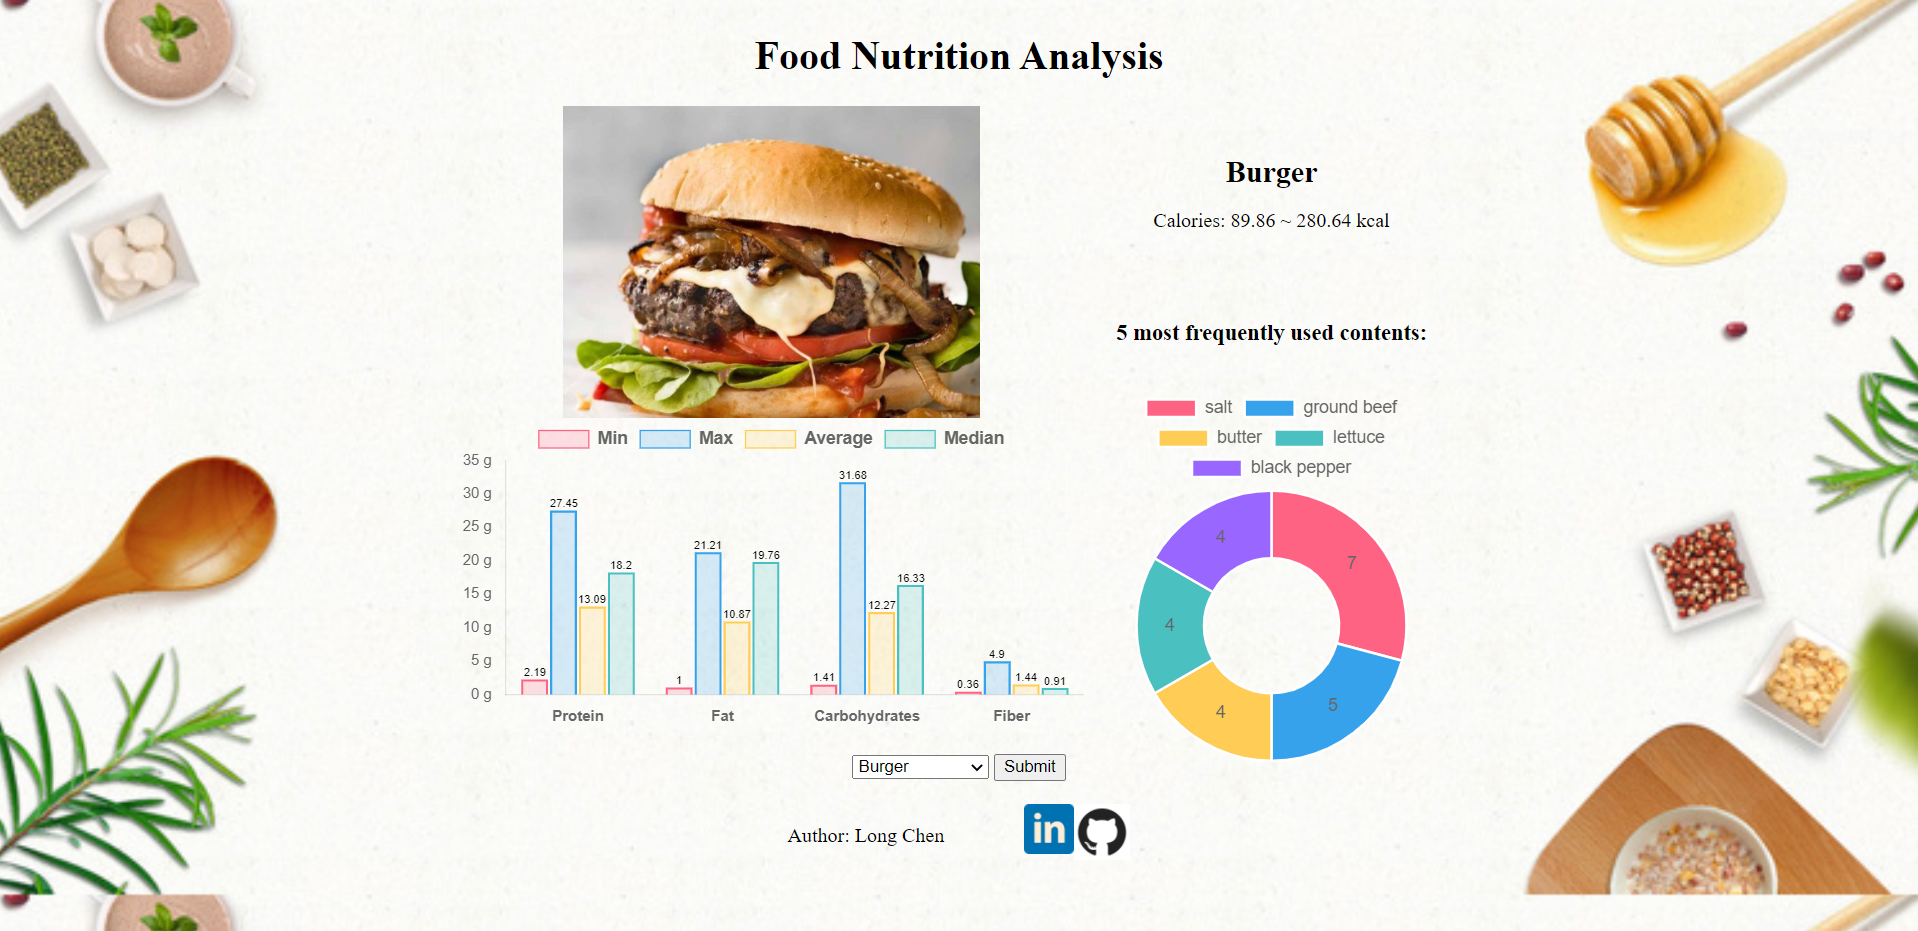 Food Nutrition Analysis
Burger
Calories: 89.86 ~ 280.64 kcal
5 most frequently used contents:
Min Max Average Median
35 g
30 g
25 g
20 g
15 g
10 g
5 g
0 g
2.19 27.45 13.09 18.2
1 21.21 10.87 19.76
1.41 31.68 12.27 16.33
0.36 4.9 1.44 0.91
Protein Fat Carbohydrates Fiber
salt ground beef
butter lettuce
black pepper
4 7
4
4 5
Burger Submit
Author: Long Chen in